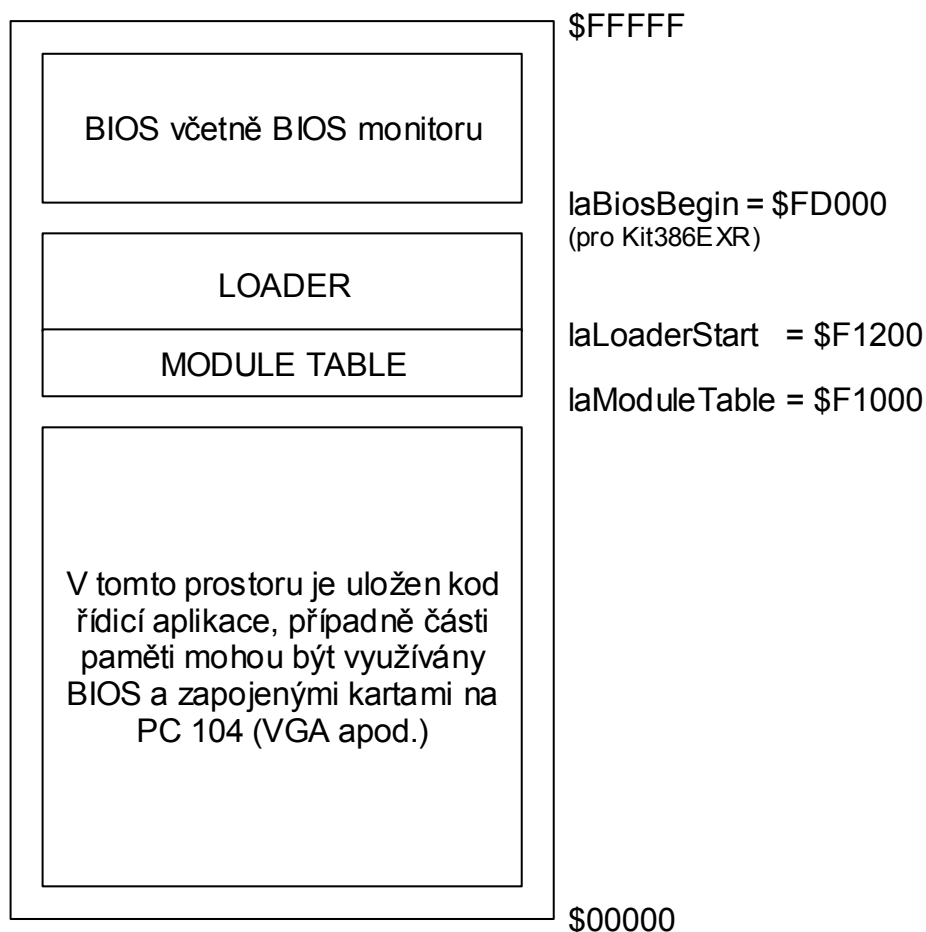 $FFFFF
BIOS včetně BIOS monitoru
laBiosBegin = $FD000
(pro Kit386EXR)
LOADER
laLoaderStart = $F1200
MODULE TABLE
laModuleTable = $F1000
V tomto prostoru je uložen kod
řídicí aplikace, případně části
paměti mohou být využívány
BIOS a zapojenými kartami na
PC 104 (VGA apod.)
$00000